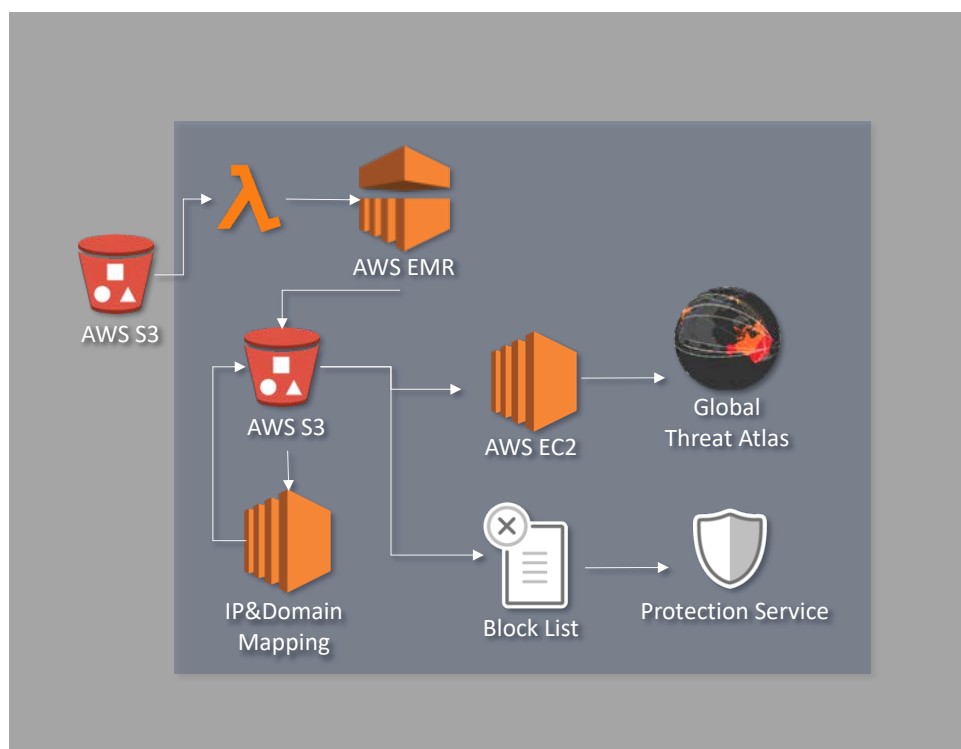 AWS EMR
AWS S3
AWS S3
Global
Threat Atlas
AWS EC2
IP&Domain
Mapping
Block List
Protection Service